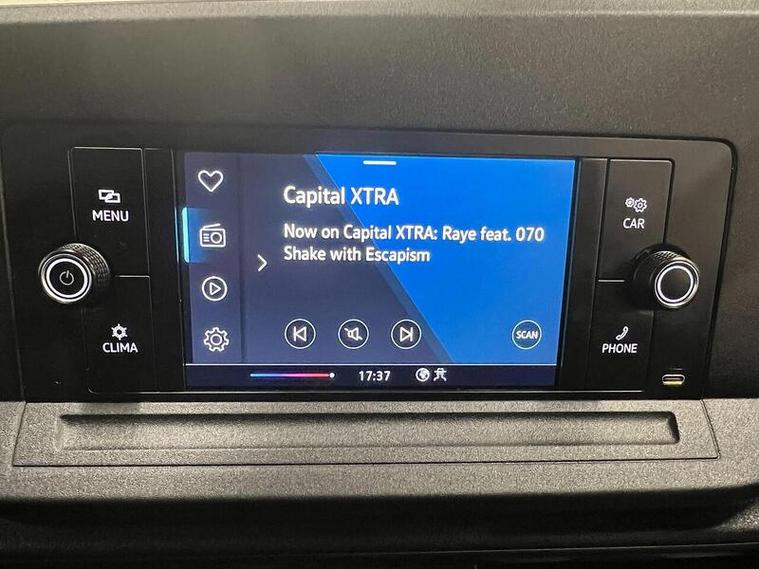 MENU
CLIMA
Capital XTRA
Now on Capital XTRA: Raye feat. 070
Shake with Escapism
SCAN
17:37
CAR
PHONE